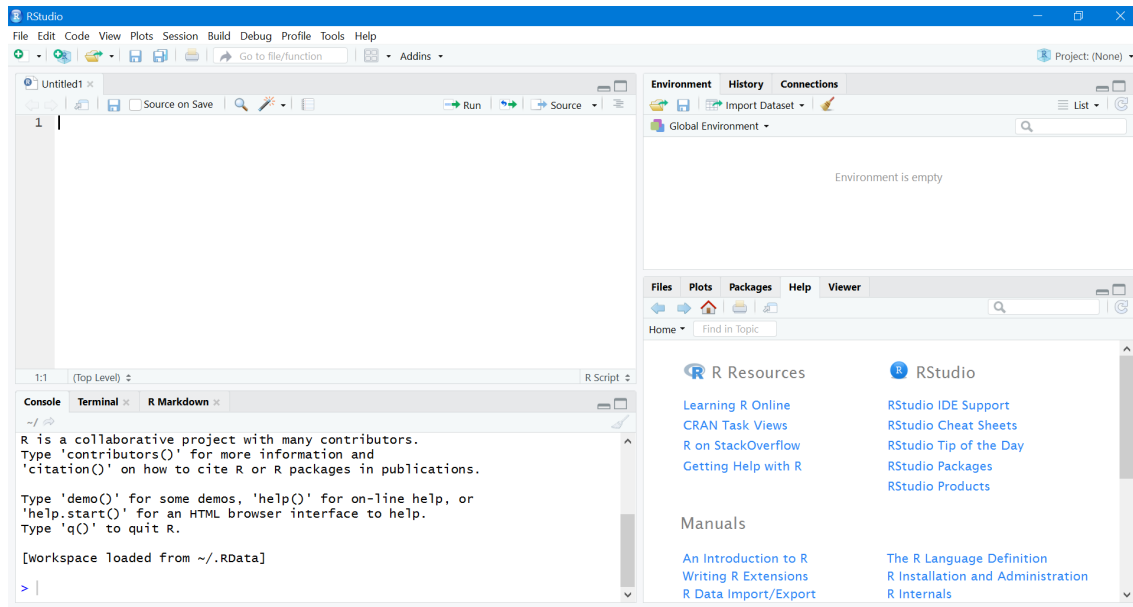 RStudio
File Edit Code View Plots Session Build Debug Profile Tools Help
Go to file/function
Addins
Project: (None)
Untitled1
Source on Save
Run
Source
1
1:1
(Top Level)
R Script
Console Terminal R Markdown
~/
R is a collaborative project with many contributors.
Type 'contributors()' for more information and
'citation()' on how to cite R or R packages in publications.
Type 'demo()' for some demos, 'help()' for on-line help, or
'help.start()' for an HTML browser interface to help.
Type 'q()' to quit R.
[Workspace loaded from ~/.RData]
>
Environment History Connections
Import Dataset
List
Global Environment
Environment is empty
Files Plots Packages Help Viewer
Home
Find in Topic
R R Resources
Learning R Online
CRAN Task Views
R on StackOverflow
Getting Help with R
R RStudio
RStudio IDE Support
RStudio Cheat Sheets
RStudio Tip of the Day
RStudio Packages
RStudio Products
Manuals
An Introduction to R
Writing R Extensions
R Data Import/Export
The R Language Definition
R Installation and Administration
R Internals